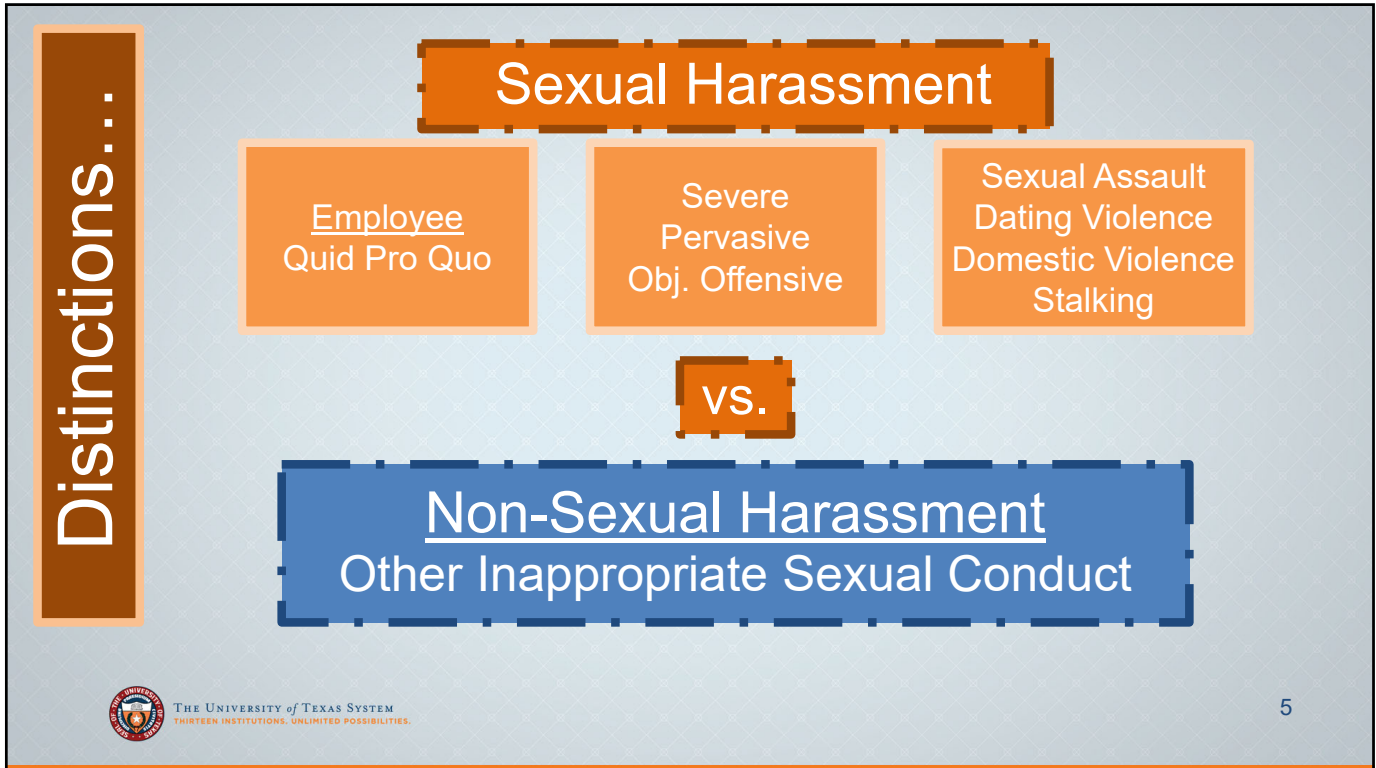 Distinctions...
Sexual Harassment
Employee
Quid Pro Quo
Severe
Pervasive
Obj. Offensive
Sexual Assault
Dating Violence
Domestic Violence
Stalking
vs.
Non-Sexual Harassment
Other Inappropriate Sexual Conduct
THE UNIVERSITY of TEXAS SYSTEM
THIRTEEN INSTITUTIONS. UNLIMITED POSSIBILITIES.
5